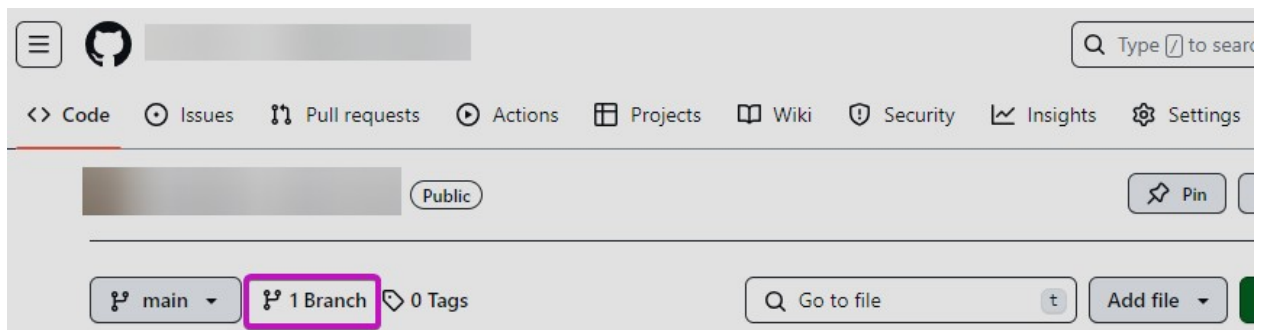 Type / to searc
<> Code Issues Pull requests Actions Projects Wiki Security Insights Settings
Public Pin
main 1 Branch 0 Tags Go to file t Add file